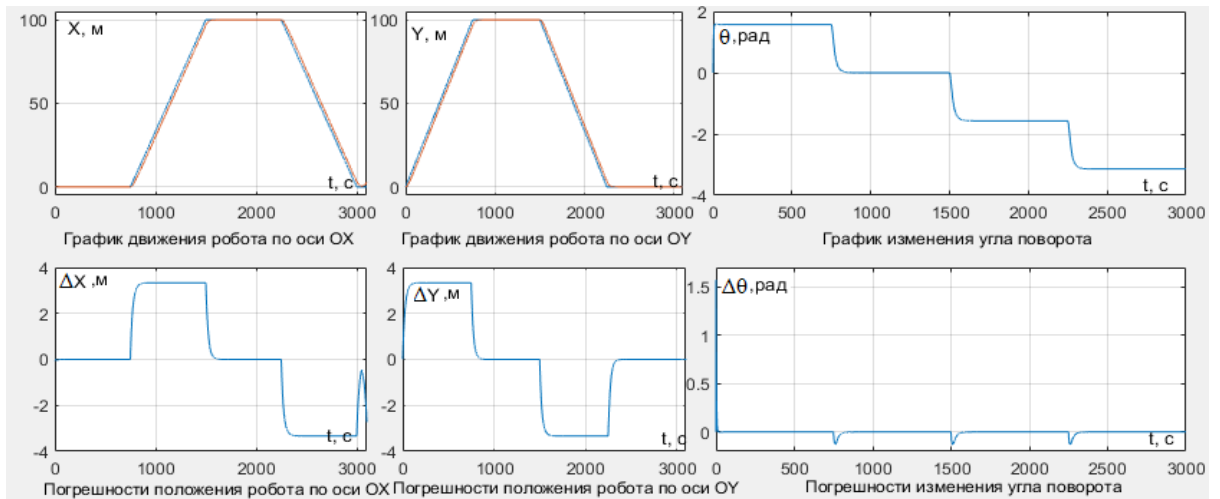 X, м
100
50
0
t, с
0 1000 2000 3000
График движения робота по оси OX
Y, м
100
50
0
t, с
0 1000 2000 3000
График движения робота по оси OY
θ,рад
2
0
-2
-4
t, с
0 500 1000 1500 2000 2500 3000
График изменения угла поворота
ΔX ,м
4
2
0
-2
-4
t, с
0 1000 2000 3000
Погрешности положения робота по оси OX
ΔY ,м
4
2
0
-2
-4
t, с
0 1000 2000 3000
Погрешности положения робота по оси OY
Δθ,рад
1.5
1
0.5
0
t, с
0 500 1000 1500 2000 2500 3000
Погрешности изменения угла поворота